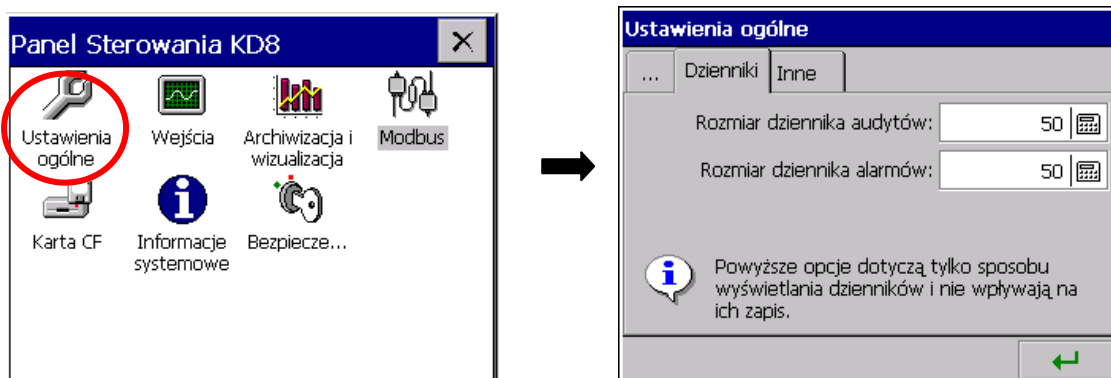 Panel Sterowania KD8
Ustawienia
ogólne
Wejścia
Archiwizacja i
wizualizacja
Modbus
Karta CF
Informacje
systemowe
Bezpiecze...
Ustawienia ogólne
... Dzienniki Inne
Rozmiar dziennika audytów: 50
Rozmiar dziennika alarmów: 50
Powyższe opcje dotyczą tylko sposobu
wyświetlania dzienników i nie wpływają na
ich zapis.